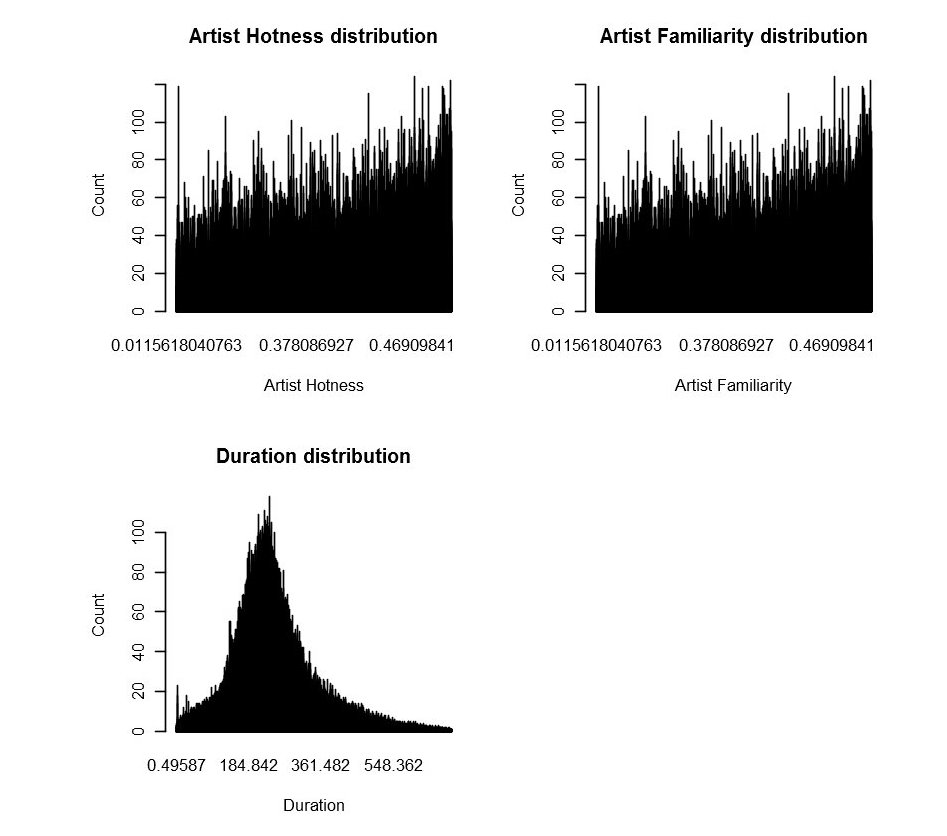 Artist Hotness distribution
Count
0 20 40 60 80 100
0.0115618040763 0.378086927 0.46909841
Artist Hotness
Artist Familiarity distribution
Count
0 20 40 60 80 100
0.0115618040763 0.378086927 0.46909841
Artist Familiarity
Duration distribution
Count
0 20 40 60 80 100
0.49587 184.842 361.482 548.362
Duration